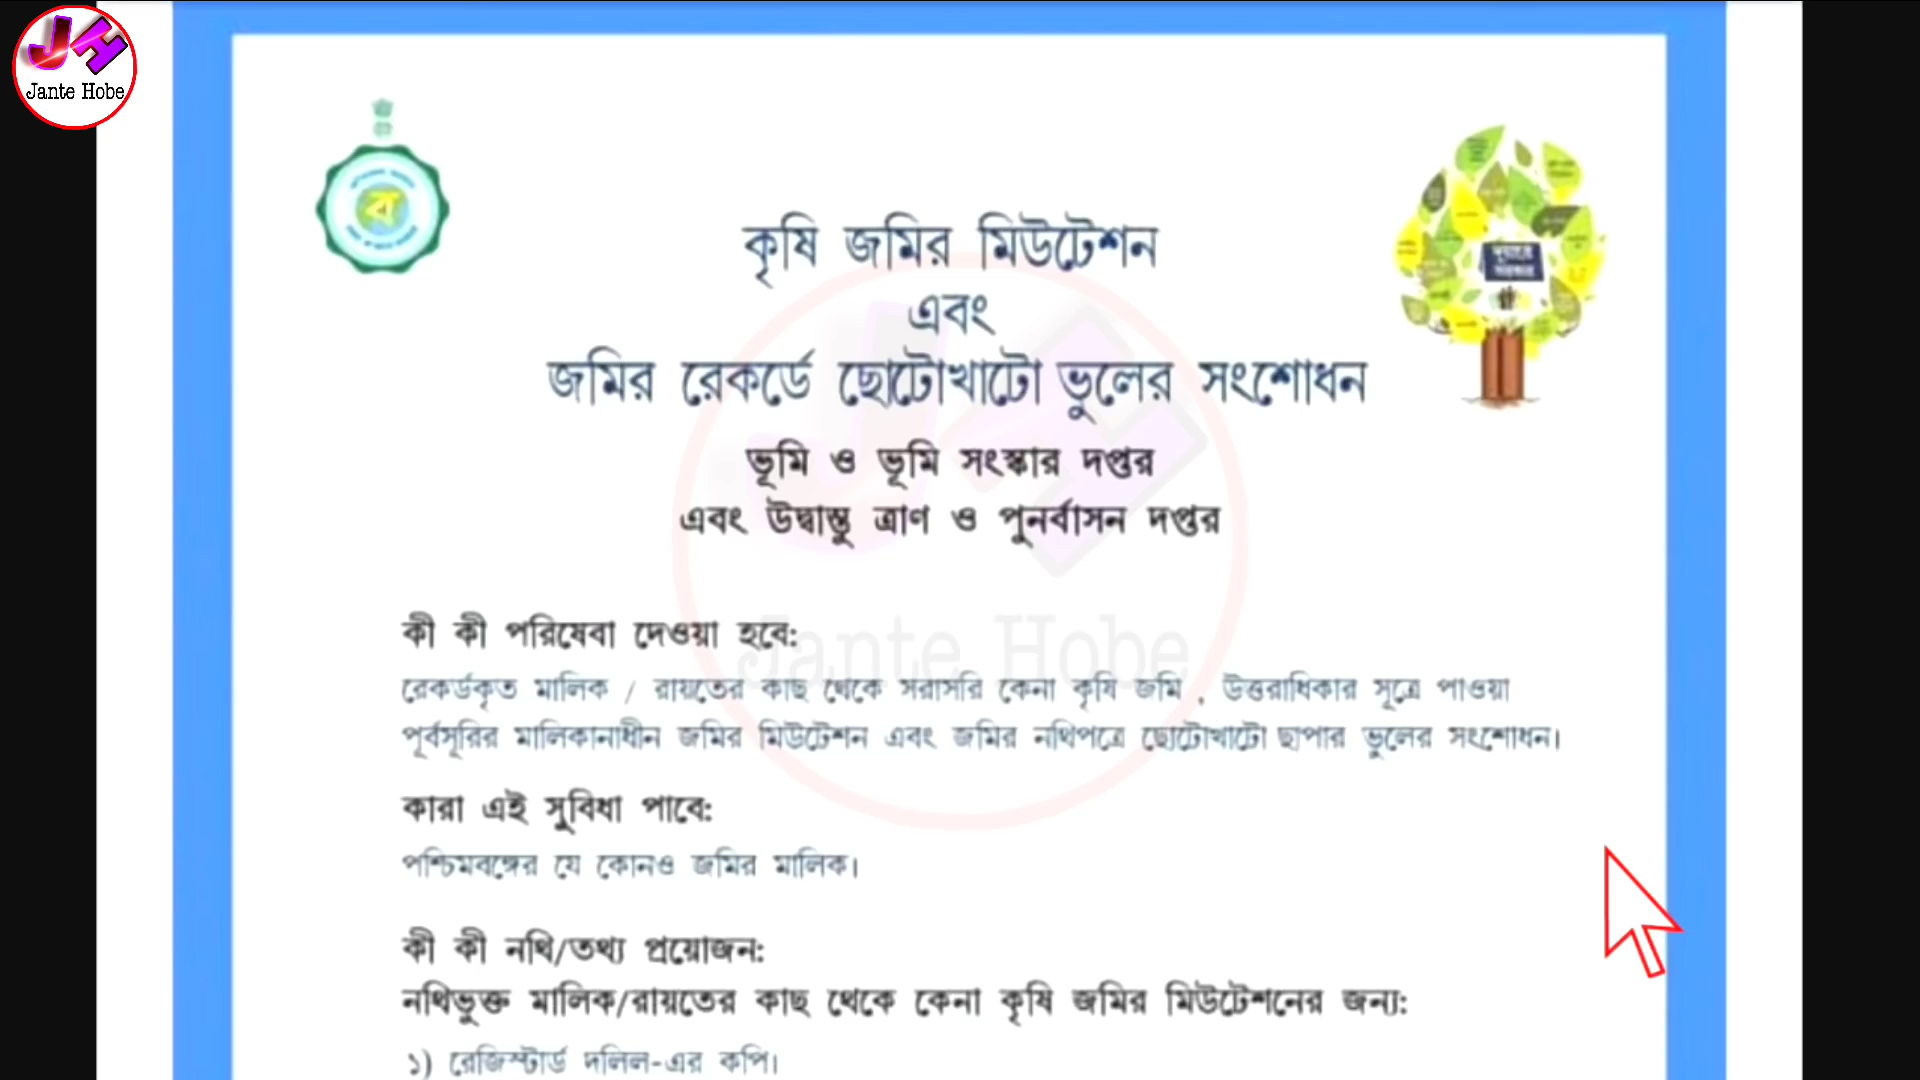 Jante Hobe
কৃষি জমির মিউটেশন
এবং
জমির রেকর্ডে ছোটোখাটো ভুলের সংশোধন
ভূমি ও ভূমি সংস্কার দপ্তর
এবং উদ্বাস্তু ত্রাণ ও পুনর্বাসন দপ্তর
কী কী পরিষেবা দেওয়া হবে:
রেকর্ডকৃত মালিক / রায়তের কাছ থেকে সরাসরি কেনা কৃষি জমি , উত্তরাধিকার সূত্রে পাওয়া
পূর্বসূরির মালিকানাধীন জমির মিউটেশন এবং জমির নথিপত্রে ছোটোখাটো ছাপার ভুলের সংশোধন।
Jante Hobe
কারা এই সুবিধা পাবে:
পশ্চিমবঙ্গের যে কোনও জমির মালিক।
কী কী নথি/তথ্য প্রয়োজন:
নথিভুক্ত মালিক/রায়তের কাছ থেকে কেনা কৃষি জমির মিউটেশনের জন্য:
১) রেজিস্টার্ড দলিল-এর কপি।